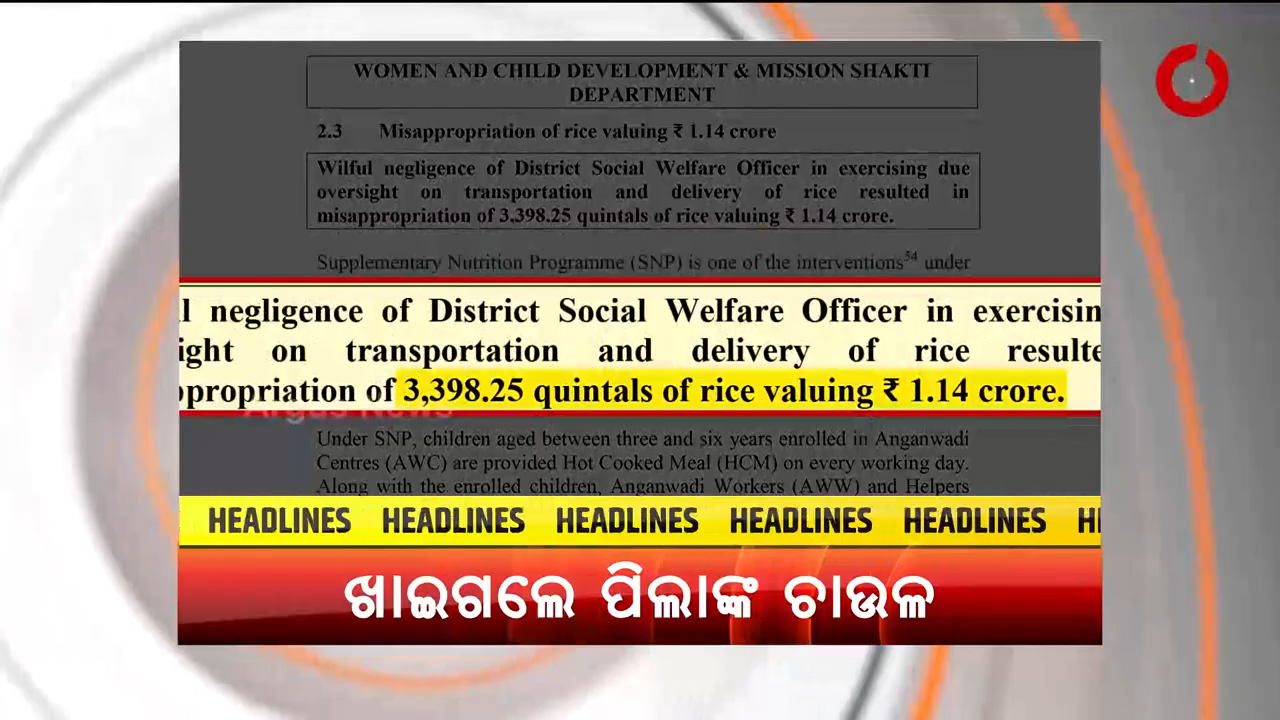 WOMEN AND CHILD DEVELOPMENT & MISSION SHAKTI
DEPARTMENT
2.3 Misappropriation of rice valuing ₹ 1.14 crore
Wilful negligence of District Social Welfare Officer in exercising due
oversight on transportation and delivery of rice resulted in
misappropriation of 3,398.25 quintals of rice valuing ₹ 1.14 crore.
Supplementary Nutrition Programme (SNP) is one of the interventions54 under
l negligence of District Social Welfare Officer in exercisin
ight on transportation and delivery of rice resulte
ppropriation of 3,398.25 quintals of rice valuing ₹ 1.14 crore.
Argus News
Under SNP, children aged between three and six years enrolled in Anganwadi
Centres (AWC) are provided Hot Cooked Meal (HCM) on every working day.
Along with the enrolled children, Anganwadi Workers (AWW) and Helpers
HEADLINES HEADLINES HEADLINES HEADLINES HEADLINES HE
ଖାଇଗଲେ ପିଲାଙ୍କ ଚାଉଳ